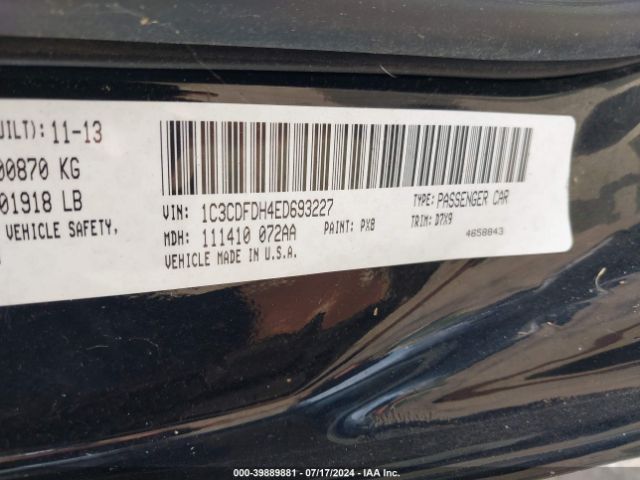 UILT): 11-13
00870 KG
01918 LB
VEHICLE SAFETY,
VIN: 1C3CDFDH4ED693227
TYPE: PASSENGER CAR
MDH: 111410 072AA
PAINT: PX8
TRIM: D7X9
VEHICLE MADE IN U.S.A.
4658843
000-39889881 / 07/17/2024 - IAA Inc.